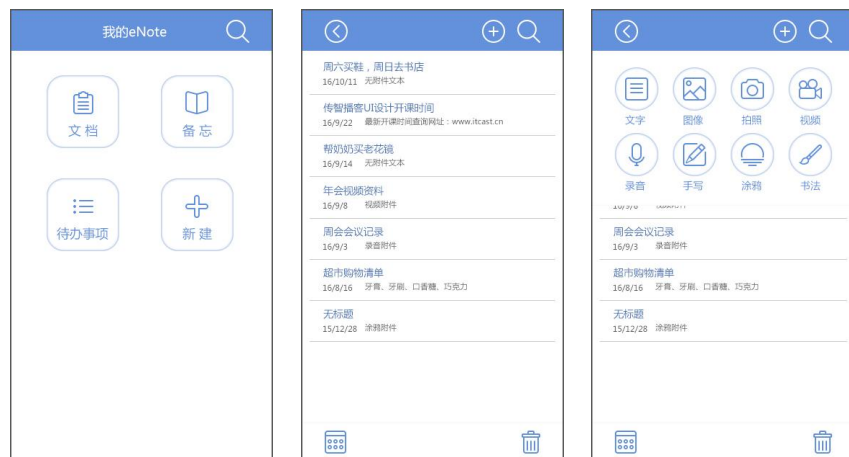 我的eNote
文档
备忘
待办事项
新建
周六买鞋，周日去书店
16/10/11 无附件文本
传智播客UI设计开课时间
16/9/22 最新开课时间查询网址：www.itcast.cn
帮奶奶买老花镜
16/9/14 无附件文本
年会视频资料
16/9/8 视频附件
周会会议记录
16/9/3 录音附件
超市购物清单
16/8/16 牙膏、牙刷、口香糖、巧克力
无标题
15/12/28 涂鸦附件
文字 图像 拍照 视频
录音 手写 涂鸦 书法
周会会议记录
16/9/3 录音附件
超市购物清单
16/8/16 牙膏、牙刷、口香糖、巧克力
无标题
15/12/28 涂鸦附件